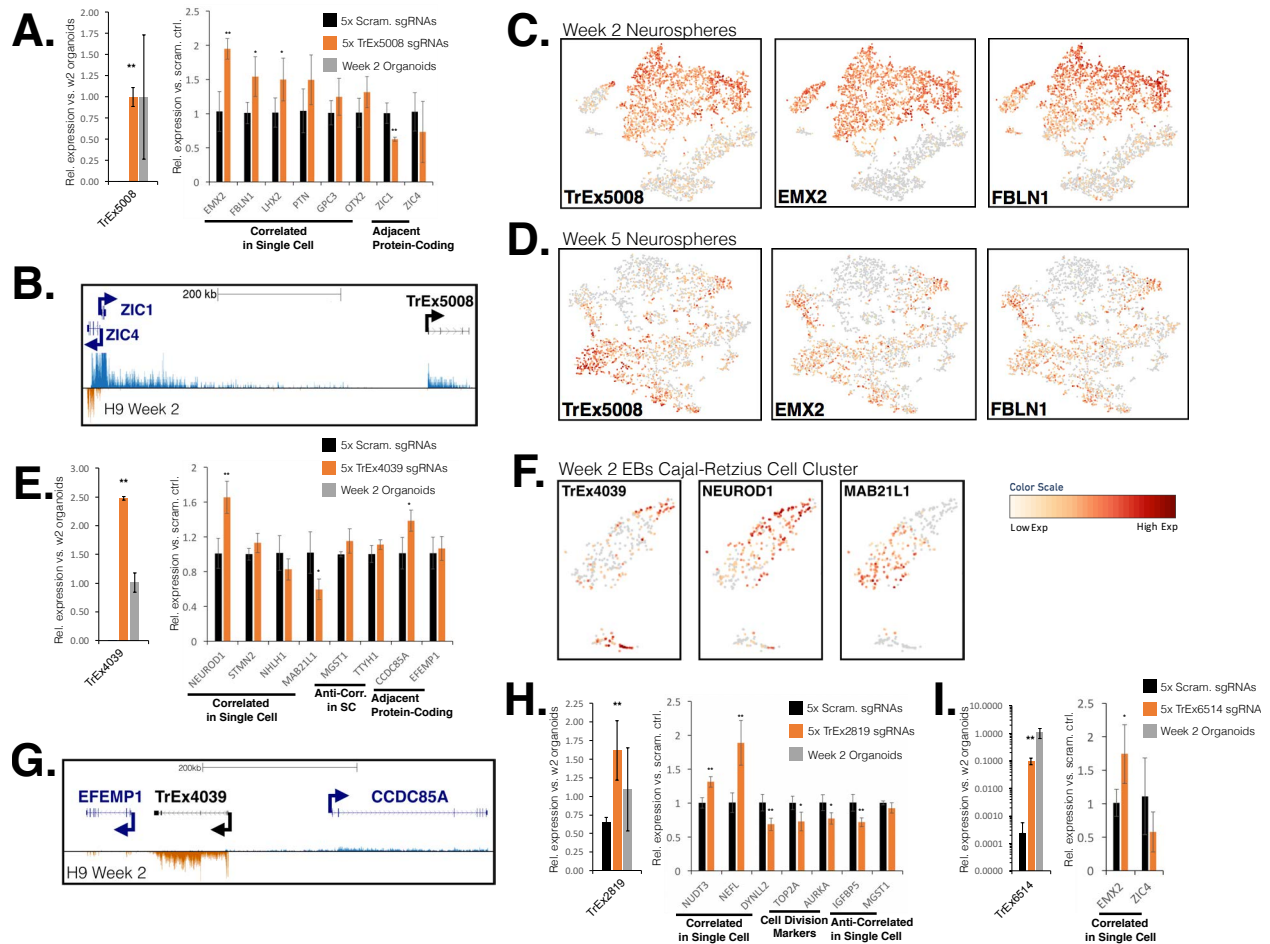 A.
Rel. expression vs. w2 organoids
2.00
1.75
1.50
1.25
1.00
0.75
0.50
0.25
0.00
**
TrEx5008
Rel. expression vs. scram. ctrl.
2.5
2
1.5
1
0.5
0
** * * **
5x Scram. sgRNAs
5x TrEx5008 sgRNAs
Week 2 Organoids
EMX2 FBLN1 LHX2 PTN GPC3 OTX2 ZIC1 ZIC4
Correlated
in Single Cell
Adjacent
Protein-Coding
B.
200 kb
ZIC1
ZIC4
TrEx5008
H9 Week 2
C.
Week 2 Neurospheres
TrEx5008
EMX2
FBLN1
D.
Week 5 Neurospheres
TrEx5008
EMX2
FBLN1
E.
Rel. expression vs. w2 organoids
3.00
2.50
2.00
1.50
1.00
0.50
0.00
**
TrEx4039
Rel. expression vs. scram. ctrl.
2
1.6
1.2
0.8
0.4
0
** * *
5x Scram. sgRNAs
5x TrEx4039 sgRNAs
Week 2 Organoids
NEUROD1 STMN2 NHLH1 MAB21L1 MGST1 TTYH1 CCDC85A EFEMP1
Correlated
in Single Cell
Anti-Corr.
in SC
Adjacent
Protein-Coding
F.
Week 2 EBs Cajal-Retzius Cell Cluster
TrEx4039
NEUROD1
MAB21L1
Color Scale
Low Exp
High Exp
G.
200kb
EFEMP1
TrEx4039
CCDC85A
H9 Week 2
H.
Rel. expression vs. w2 organoids
2.25
2.00
1.75
1.50
1.25
1.00
0.75
0.50
0.25
0.00
**
TrEx2819
Rel. expression vs. scram. ctrl.
2.5
2
1.5
1
0.5
0
** ** ** * * **
5x Scram. sgRNAs
5x TrEx2819 sgRNAs
Week 2 Organoids
NUDT3 NEFL DYNLL2 TOP2A AURKA IGFBP5 MGST1
Correlated
in Single Cell
Cell Division
Markers
Anti-Correlated
in Single Cell
I.
Rel. expression vs. w2 organoids
10.0000
1.0000
0.1000
0.0010
0.0001
0.0000
**
TrEx6514
Rel. expression vs. scram. ctrl.
2.5
2
1.5
1
0.5
0
*
5x Scram. sgRNAs
5x TrEx6514 sgRNA
Week 2 Organoids
EMX2 ZIC4
Correlated
in Single Cell